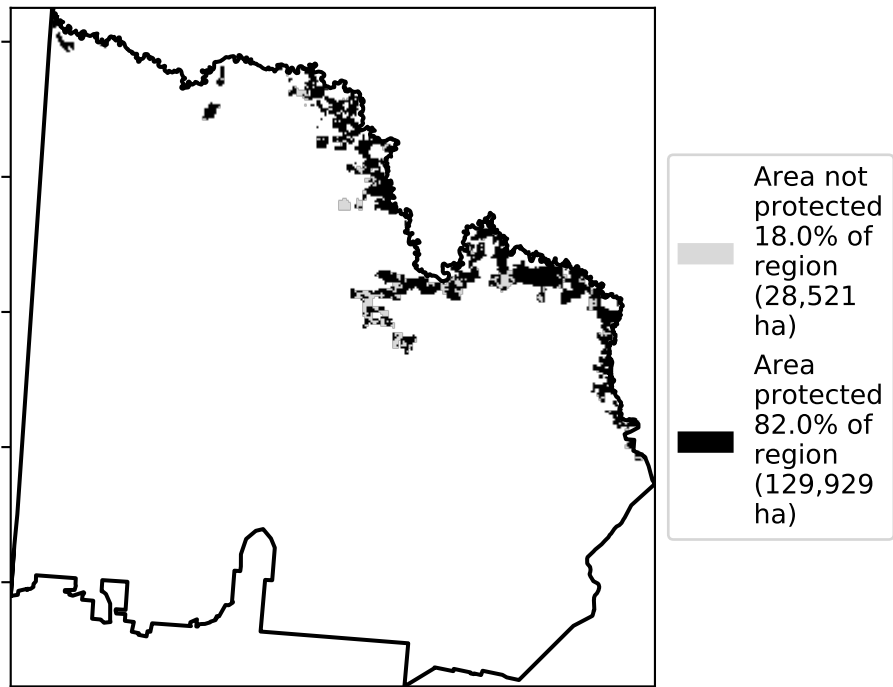 Area not
protected
18.0% of
region
(28,521
ha)
Area
protected
82.0% of
region
(129,929
ha)